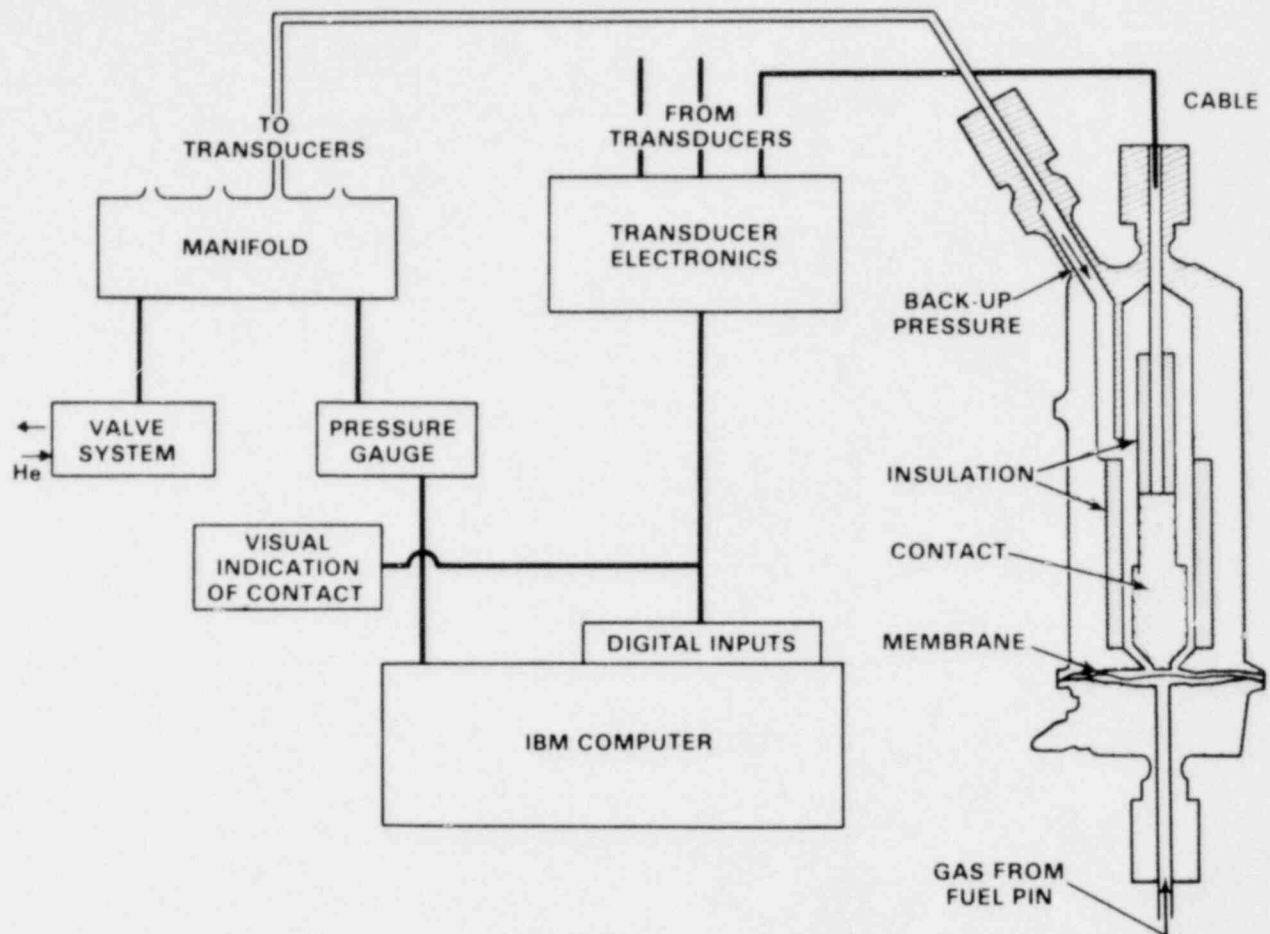 TO
TRANSDUCERS
FROM
TRANSDUCERS
CABLE
MANIFOLD
TRANSDUCER
ELECTRONICS
BACK-UP
PRESSURE
He
VALVE
SYSTEM
PRESSURE
GAUGE
INSULATION
VISUAL
INDICATION
OF CONTACT
CONTACT
MEMBRANE
DIGITAL INPUTS
IBM COMPUTER
GAS FROM
FUEL PIN